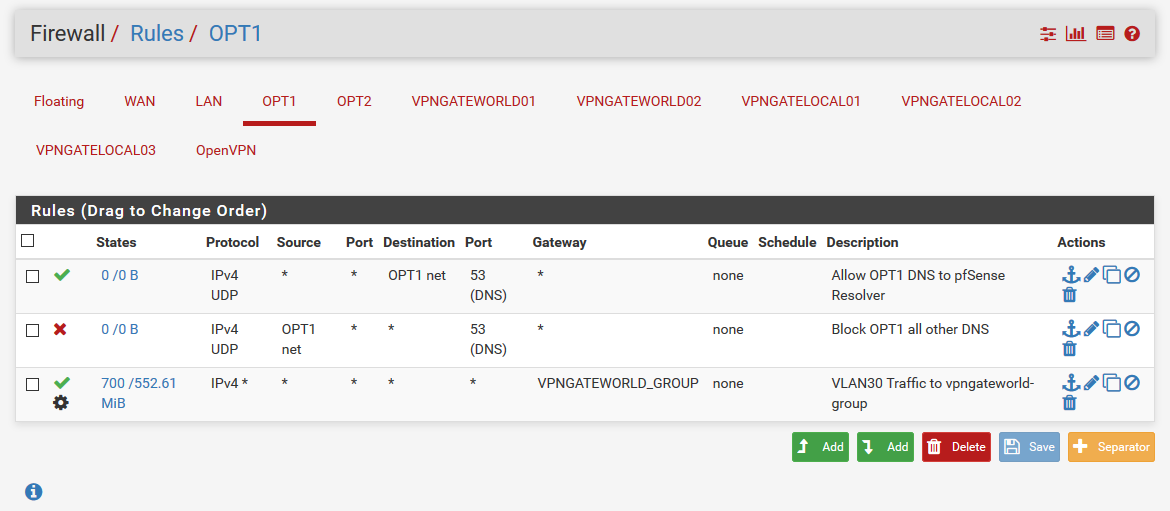 Firewall / Rules / OPT1
Floating WAN LAN OPT1 OPT2 VPNGATEWORLD01 VPNGATEWORLD02 VPNGATELOCAL01 VPNGATELOCAL02
VPNGATELOCAL03 OpenVPN
Rules (Drag to Change Order)
States Protocol Source Port Destination Port Gateway Queue Schedule Description Actions
0 /0 B IPv4 * * OPT1 net 53 * none Allow OPT1 DNS to pfSense
UDP (DNS) Resolver
0 /0 B IPv4 OPT1 * * 53 * none Block OPT1 all other DNS
UDP net (DNS)
700 /552.61 IPv4 * * * * * VPNGATEWORLD_GROUP none VLAN30 Traffic to vpngateworld-
MiB group
Add Add Delete Save Separator